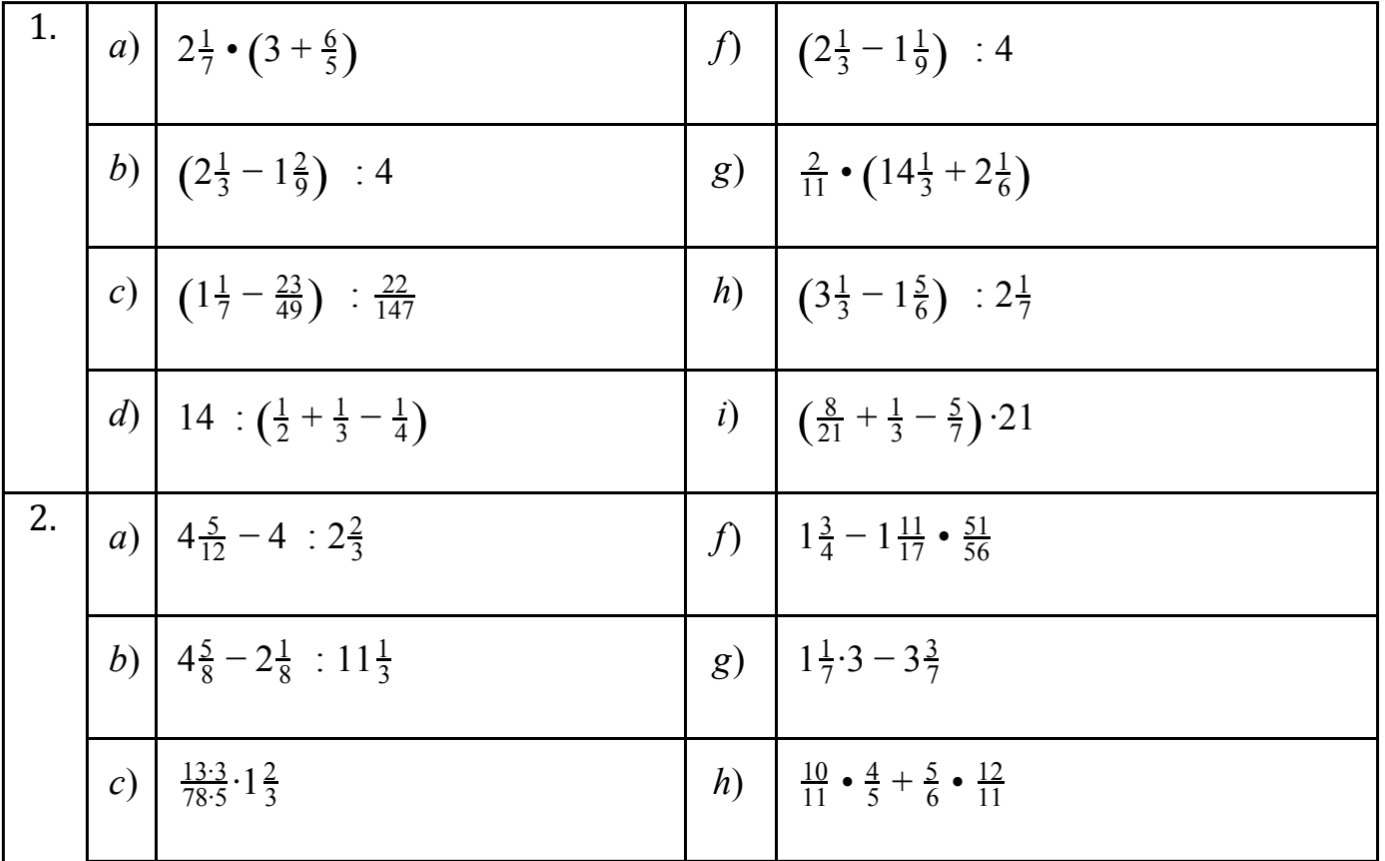 1. a) 2 1/7 • (3 + 6/5) f) (2 1/3 − 1 1/9) : 4
b) (2 1/3 − 1 2/9) : 4 g) 2/11 • (14 1/3 + 2 1/6)
c) (1 1/7 − 23/49) : 22/147 h) (3 1/3 − 1 5/6) : 2 1/7
d) 14 : (1/2 + 1/3 − 1/4) i) (8/21 + 1/3 − 5/7)·21
2. a) 4 5/12 − 4 : 2 2/3 f) 1 3/4 − 1 11/17 • 51/56
b) 4 5/8 − 2 1/8 : 11 1/3 g) 1 1/7·3 − 3 3/7
c) 13·3/78·5·1 2/3 h) 10/11 • 4/5 + 5/6 • 12/11